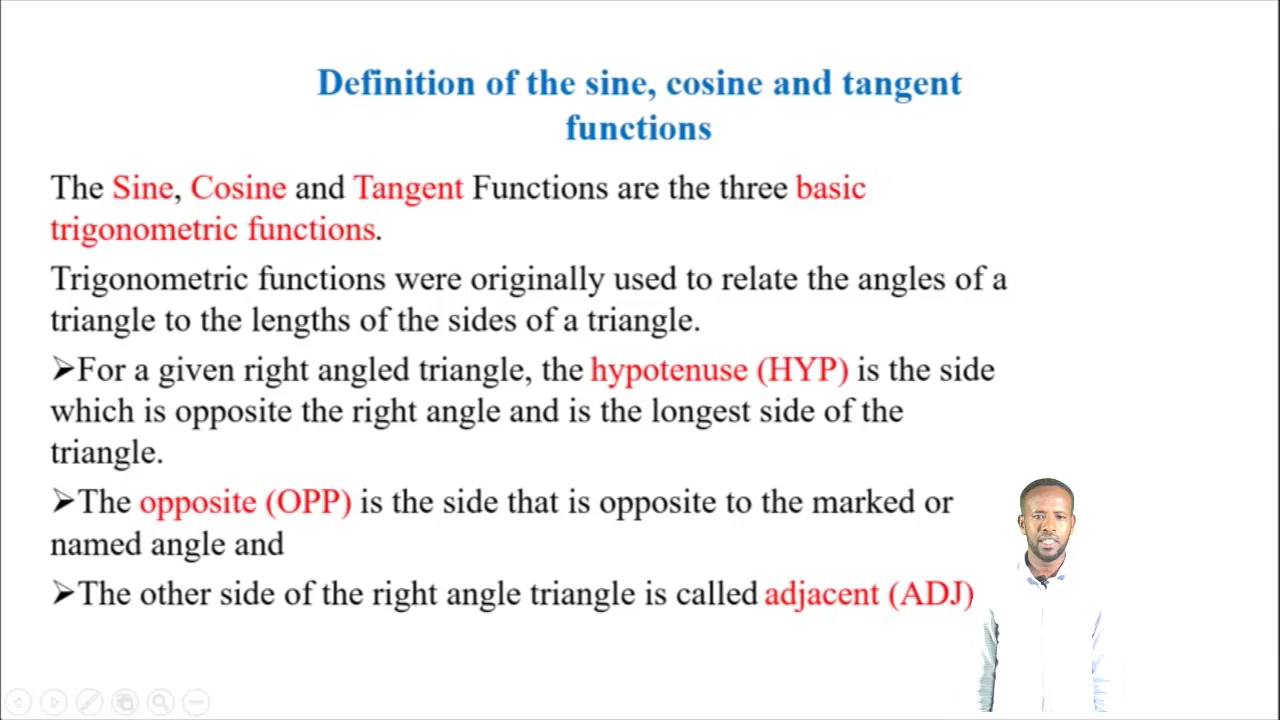 Definition of the sine, cosine and tangent
functions
The Sine, Cosine and Tangent Functions are the three basic
trigonometric functions.
Trigonometric functions were originally used to relate the angles of a
triangle to the lengths of the sides of a triangle.
➢For a given right angled triangle, the hypotenuse (HYP) is the side
which is opposite the right angle and is the longest side of the
triangle.
➢The opposite (OPP) is the side that is opposite to the marked or
named angle and
➢The other side of the right angle triangle is called adjacent (ADJ)